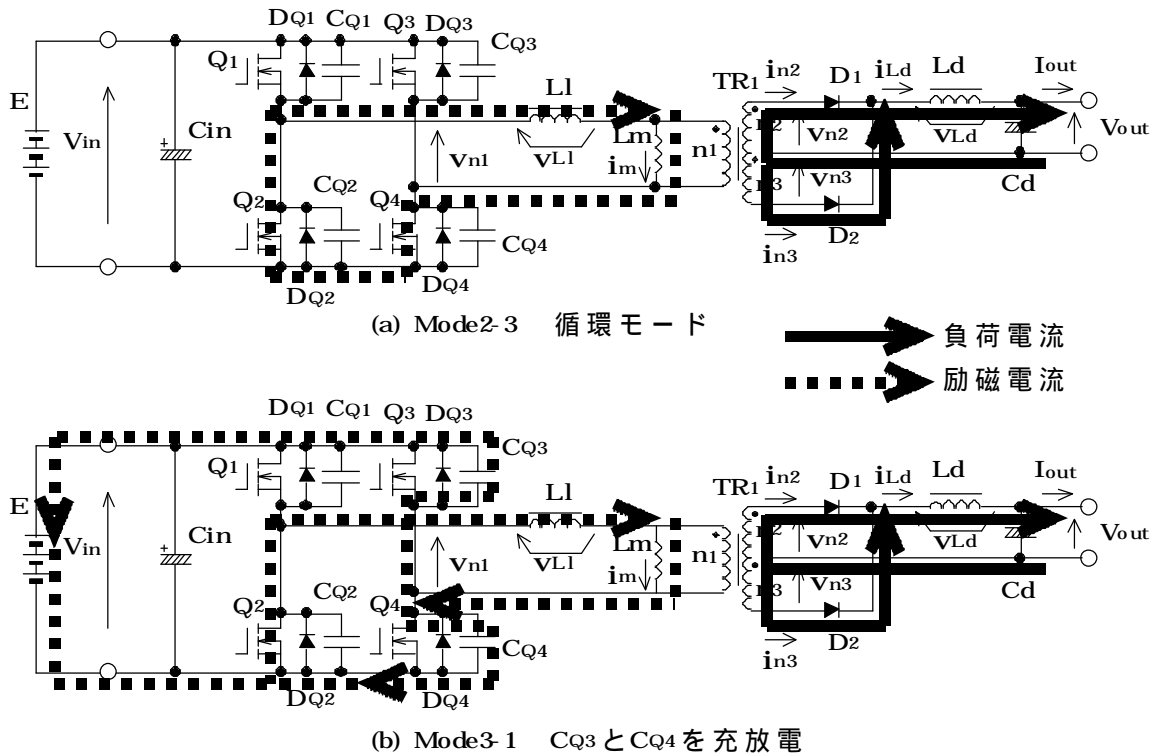 DQ1 CQ1 Q3 DQ3
CQ3
Q1
Ll
TR1 in2 D1 iLd Ld Iout
E
Vin
Cin
+
vn1
vLl
Lm
im
n1
vn2
vLd
Vout
vn3
Cd
CQ2
Q2
Q4
D2
in3
CQ4
DQ2
DQ4
(a) Mode2-3 循環モード
負荷電流
励磁電流
DQ1 CQ1 Q3 DQ3
CQ3
Q1
Ll
TR1 in2 D1 iLd Ld Iout
E
Vin
Cin
+
vn1
vLl
Lm
im
n1
vn2
vLd
Vout
vn3
Cd
CQ2
Q2
Q4
D2
in3
CQ4
DQ2
DQ4
(b) Mode3-1 CQ3とCQ4を充放電